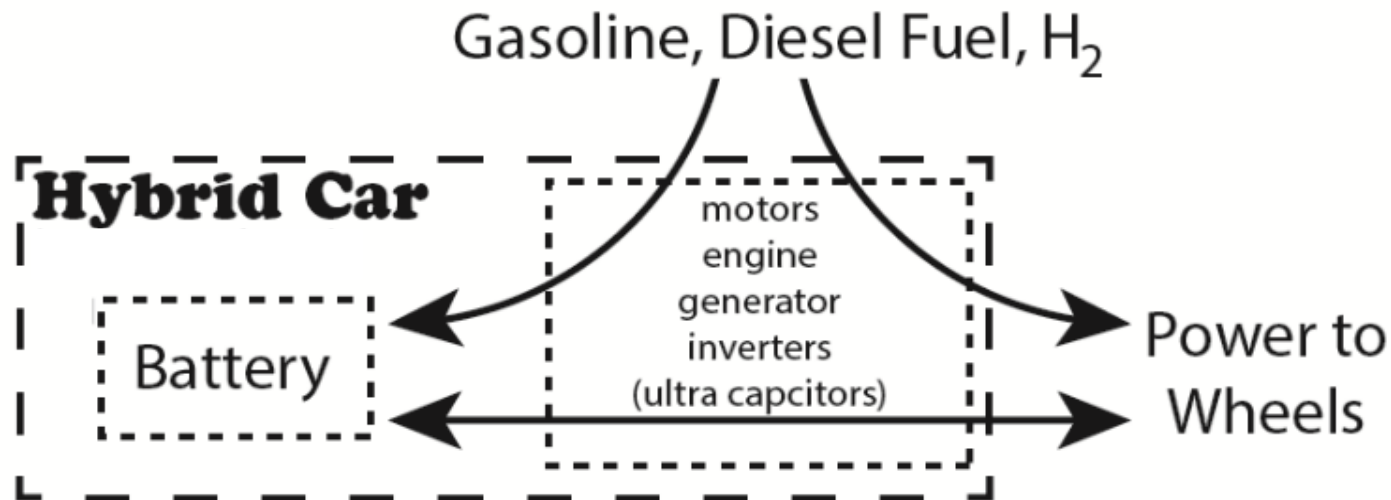 Gasoline, Diesel Fuel, H₂
Hybrid Car
motors
engine
generator
inverters
(ultra capcitors)
Battery
Power to
Wheels